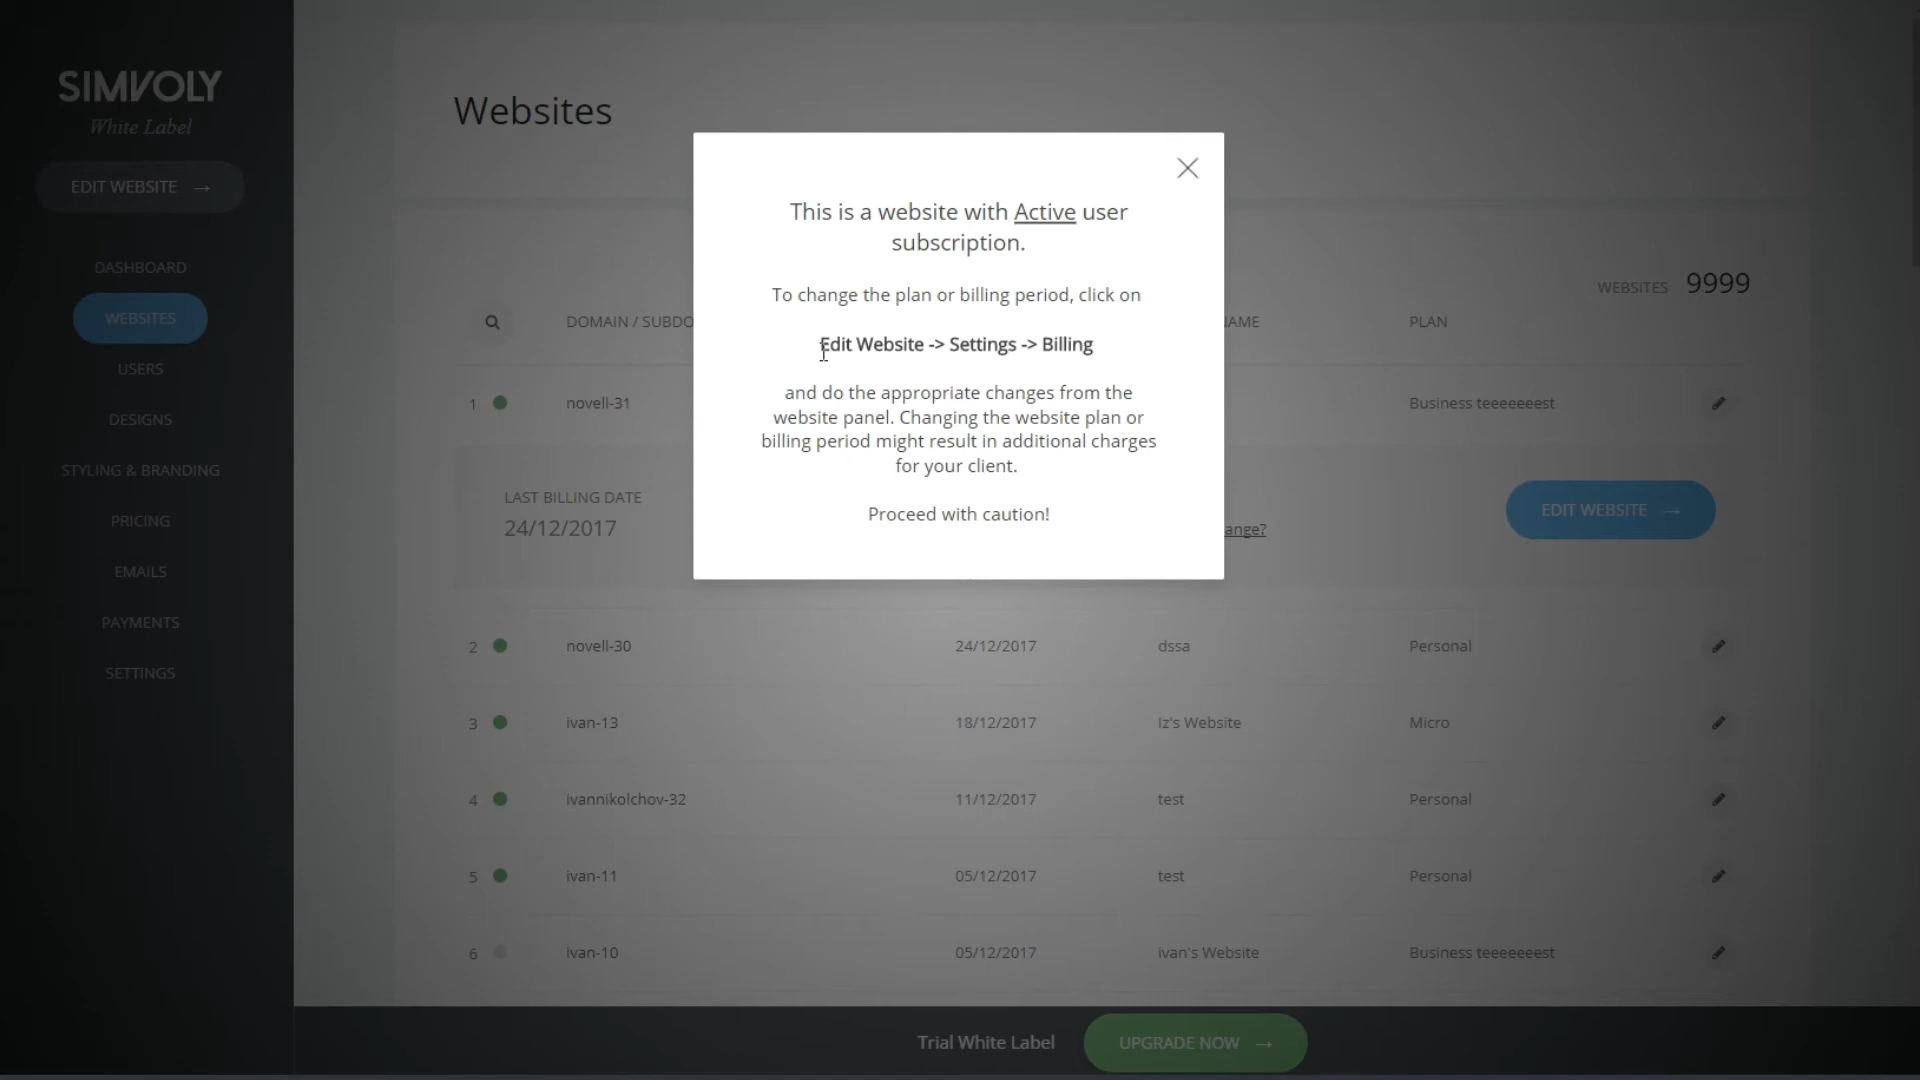 SIMVOLY
White Label
EDIT WEBSITE →
DASHBOARD
WEBSITES
USERS
DESIGNS
STYLING & BRANDING
PRICING
EMAILS
PAYMENTS
SETTINGS
Websites
WEBSITES 9999
DOMAIN / SUBDO AME PLAN
1 novell-31 Business teeeeeeest
LAST BILLING DATE
24/12/2017 ange? EDIT WEBSITE →
This is a website with Active user
subscription.
To change the plan or billing period, click on
Edit Website -> Settings -> Billing
and do the appropriate changes from the
website panel. Changing the website plan or
billing period might result in additional charges
for your client.
Proceed with caution!
2 novell-30 24/12/2017 dssa Personal
3 ivan-13 18/12/2017 Iz's Website Micro
4 ivannikolchov-32 11/12/2017 test Personal
5 ivan-11 05/12/2017 test Personal
6 ivan-10 05/12/2017 ivan's Website Business teeeeeeest
Trial White Label UPGRADE NOW →